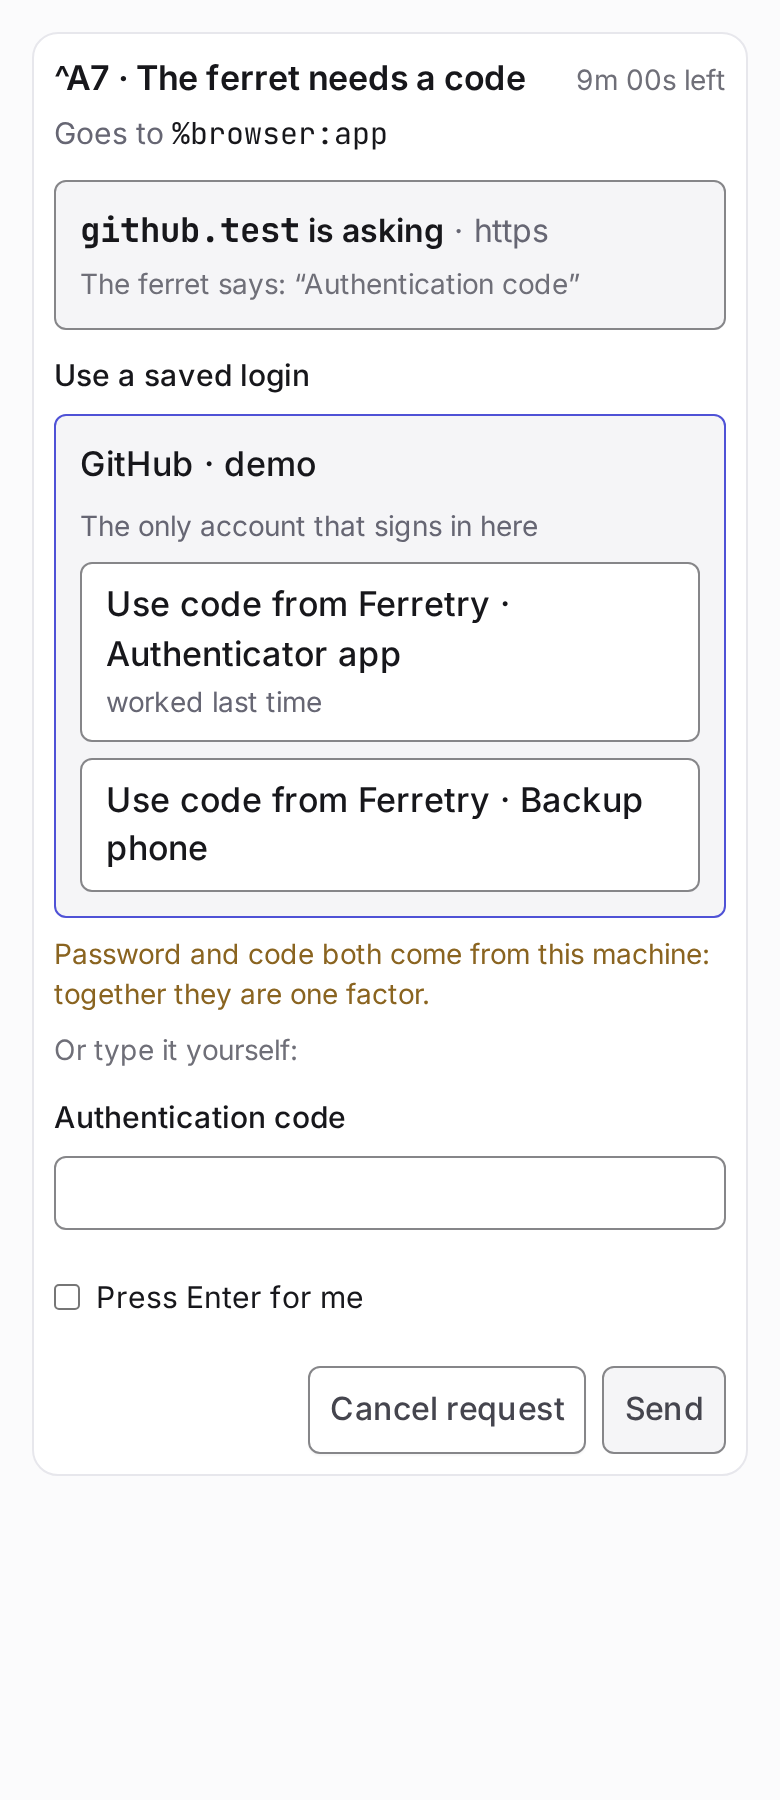 ^A7 · The ferret needs a code 9m 00s left
Goes to %browser:app
github.test is asking · https
The ferret says: “Authentication code”
Use a saved login
GitHub · demo
The only account that signs in here
Use code from Ferretry ·
Authenticator app
worked last time
Use code from Ferretry · Backup
phone
Password and code both come from this machine:
together they are one factor.
Or type it yourself:
Authentication code
Press Enter for me
Cancel request Send